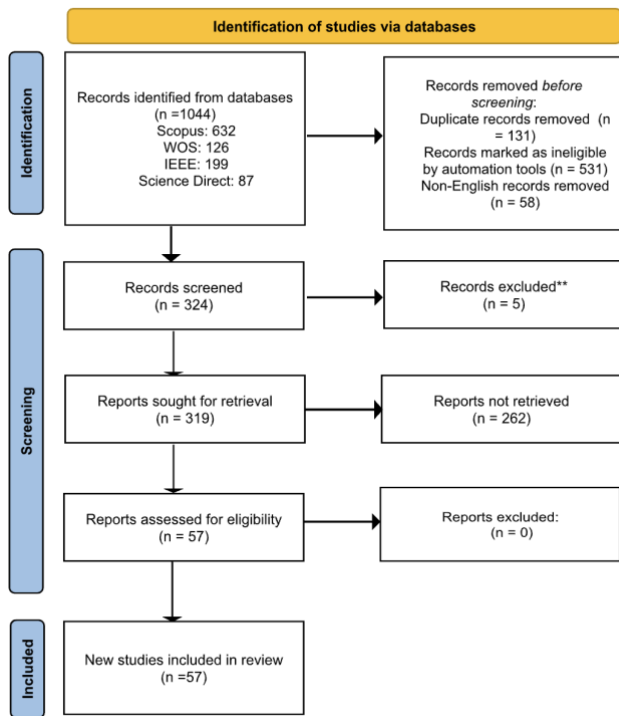 Identification of studies via databases
Identification
Records identified from databases
(n =1044)
Scopus: 632
WOS: 126
IEEE: 199
Science Direct: 87
Records removed before
screening:
Duplicate records removed (n
= 131)
Records marked as ineligible
by automation tools (n = 531)
Non-English records removed
(n = 58)
Screening
Records screened
(n = 324)
Records excluded**
(n = 5)
Reports sought for retrieval
(n = 319)
Reports not retrieved
(n = 262)
Reports assessed for eligibility
(n = 57)
Reports excluded:
(n = 0)
Included
New studies included in review
(n =57)